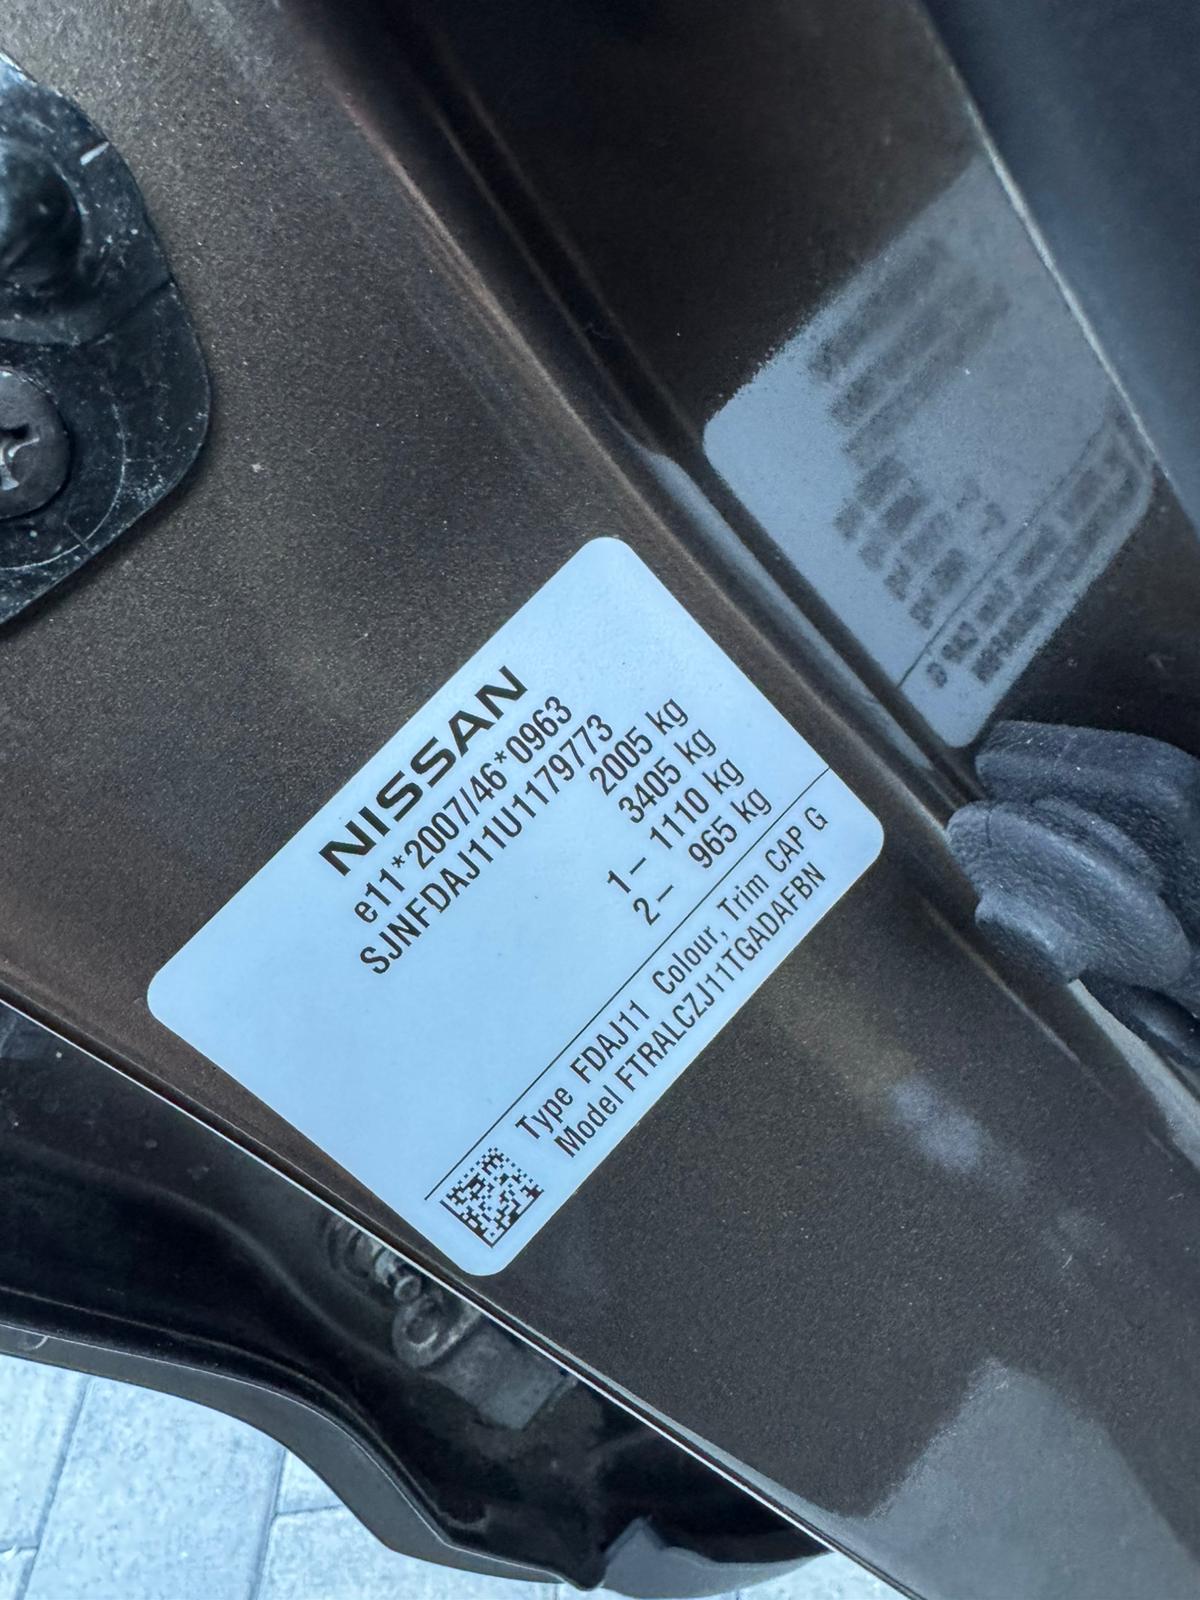 NISSAN
e11*2007/46*0963
SJNFDAJ11U1179773
2005 kg
3405 kg
1– 1110 kg
2– 965 kg
Type FDAJ11 Colour, Trim CAP G
Model FTRALCZJ11TGADAFBN